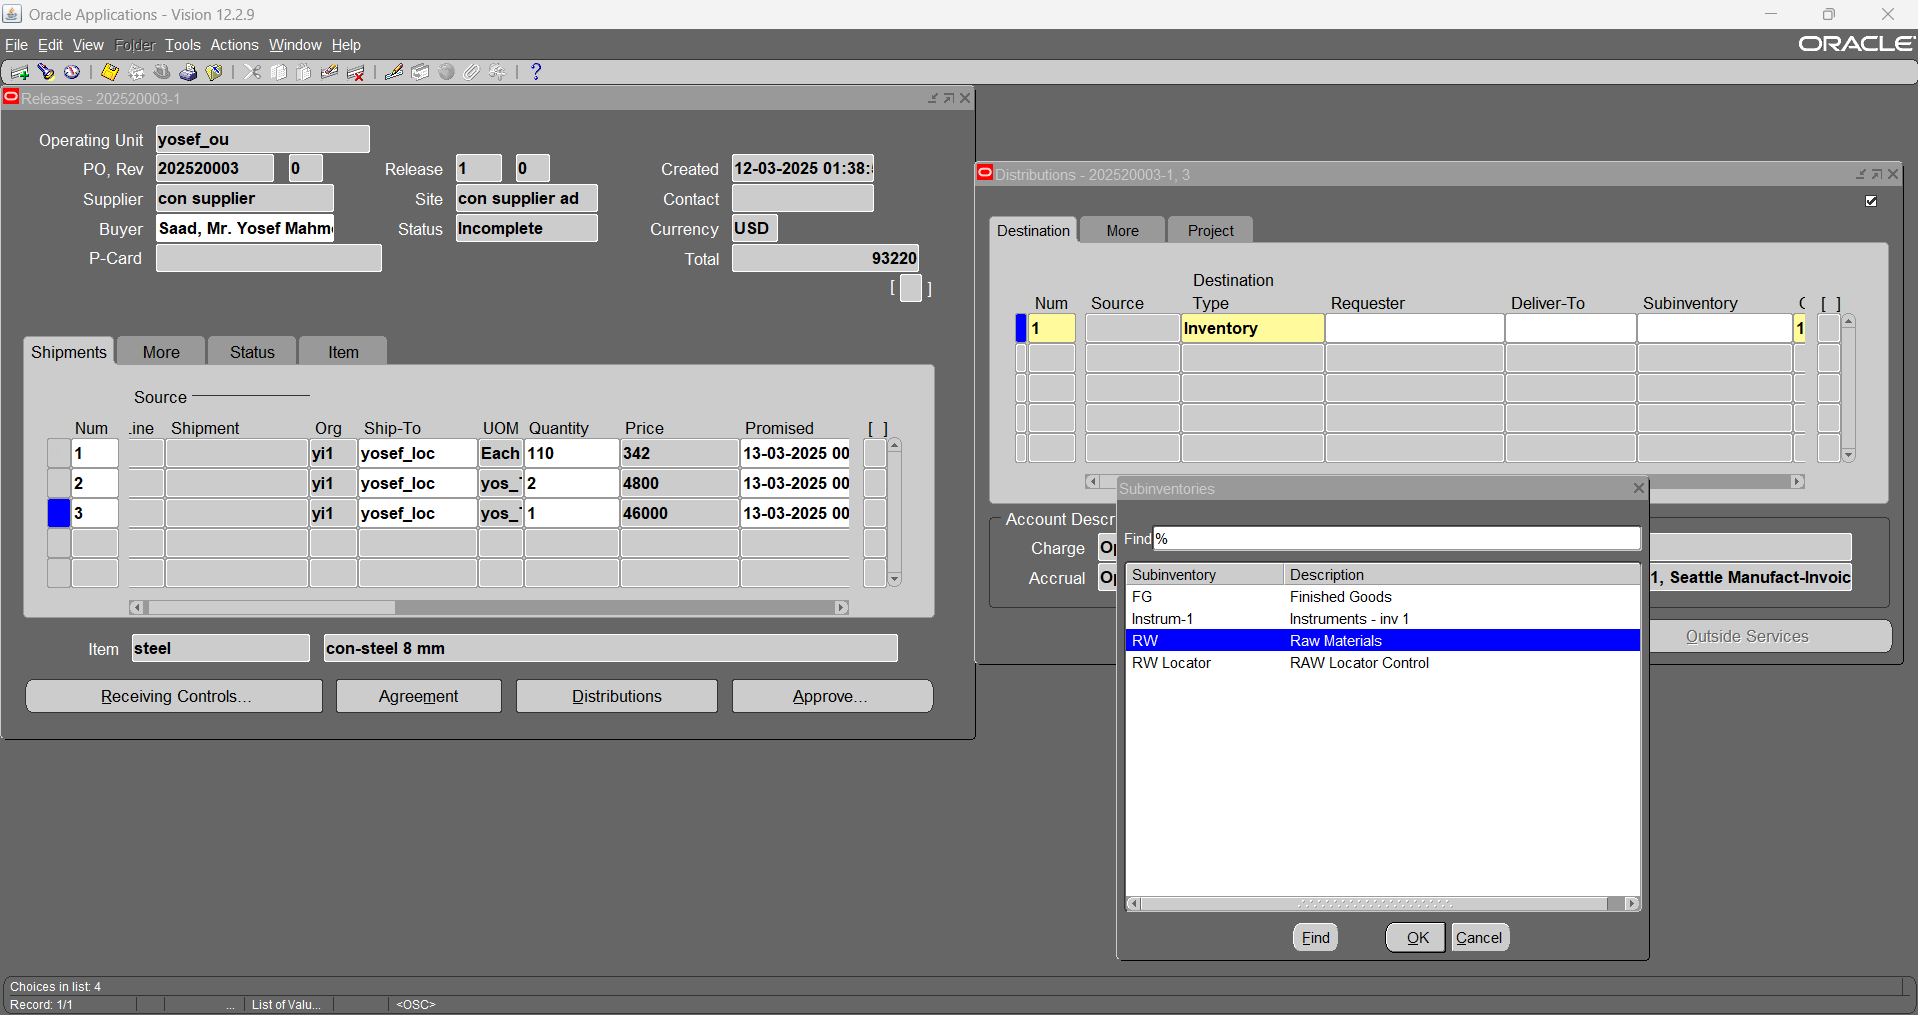 Oracle Applications - Vision 12.2.9
File Edit View Folder Tools Actions Window Help
ORACLE
Releases - 202520003-1
Operating Unit yosef_ou
PO, Rev 202520003 0 Release 1 0 Created 12-03-2025 01:38:
Supplier con supplier Site con supplier ad Contact
Buyer Saad, Mr. Yosef Mahm Status Incomplete Currency USD
P-Card Total 93220
[ ]
Shipments More Status Item
Source
Num Line Shipment Org Ship-To UOM Quantity Price Promised [ ]
1 yi1 yosef_loc Each 110 342 13-03-2025 00
2 yi1 yosef_loc yos_ 2 4800 13-03-2025 00
3 yi1 yosef_loc yos_ 1 46000 13-03-2025 00
Item steel con-steel 8 mm
Receiving Controls... Agreement Distributions Approve...
Distributions - 202520003-1, 3
Destination More Project
Destination
Num Source Type Requester Deliver-To Subinventory [ ]
1 Inventory 1
Account Descr
Charge Op
Accrual Op 1, Seattle Manufact-Invoic
Outside Services
Subinventories
Find %
Subinventory Description
FG Finished Goods
Instrum-1 Instruments - inv 1
RW Raw Materials
RW Locator RAW Locator Control
Find OK Cancel
Choices in list: 4
Record: 1/1 ... List of Valu... <OSC>